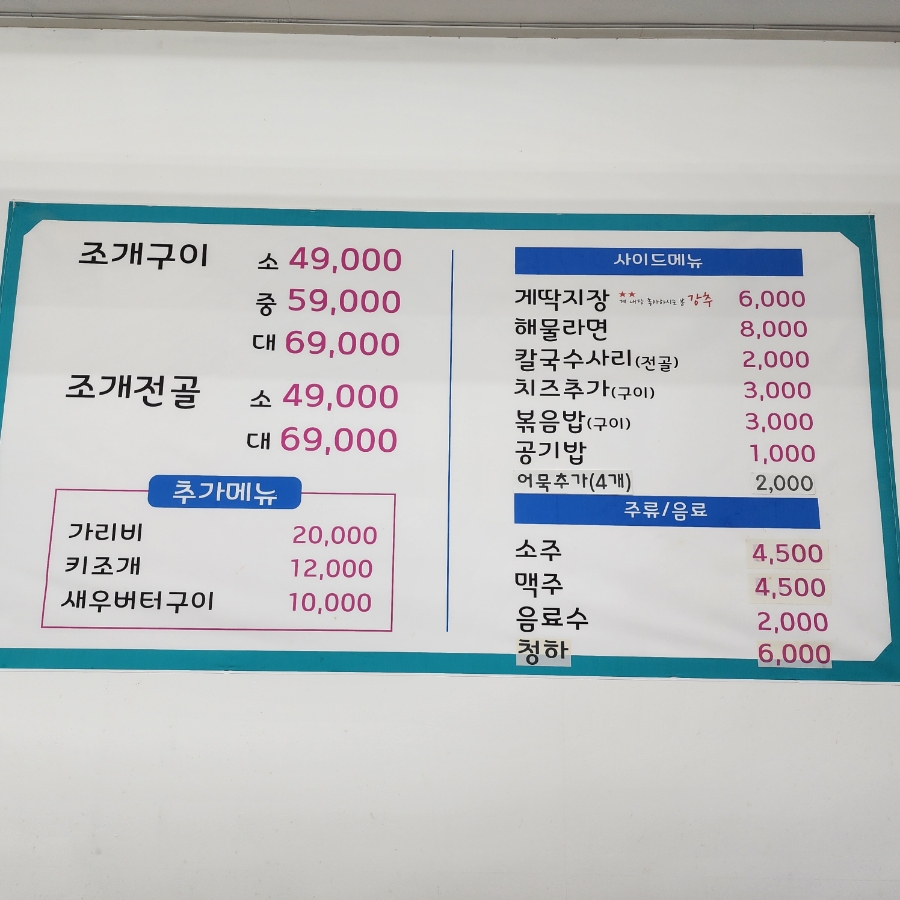 조개구이 소 49,000
중 59,000
대 69,000
조개전골 소 49,000
대 69,000
추가메뉴
가리비 20,000
키조개 12,000
새우버터구이 10,000
사이드메뉴
게딱지장 강추 6,000
해물라면 8,000
칼국수사리(전골) 2,000
치즈추가(구이) 3,000
볶음밥(구이) 3,000
공기밥 1,000
어묵추가(4개) 2,000
주류/음료
소주 4,500
맥주 4,500
음료수 2,000
청하 6,000